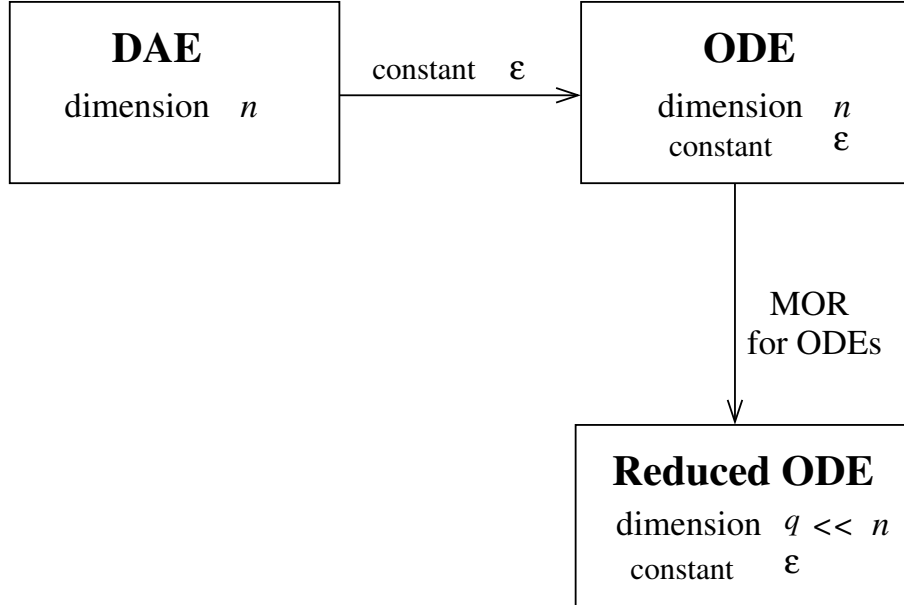 DAE
dimension n
constant ε
ODE
dimension n
constant ε
MOR
for ODEs
Reduced ODE
dimension q << n
constant ε